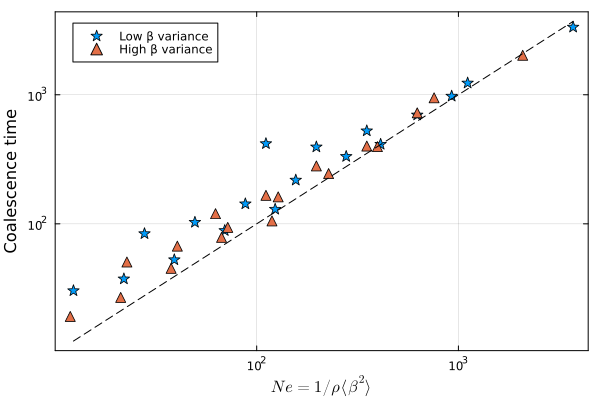 Low β variance
High β variance
Coalescence time
10³
10²
10² 10³
Ne = 1/ρ⟨β²⟩